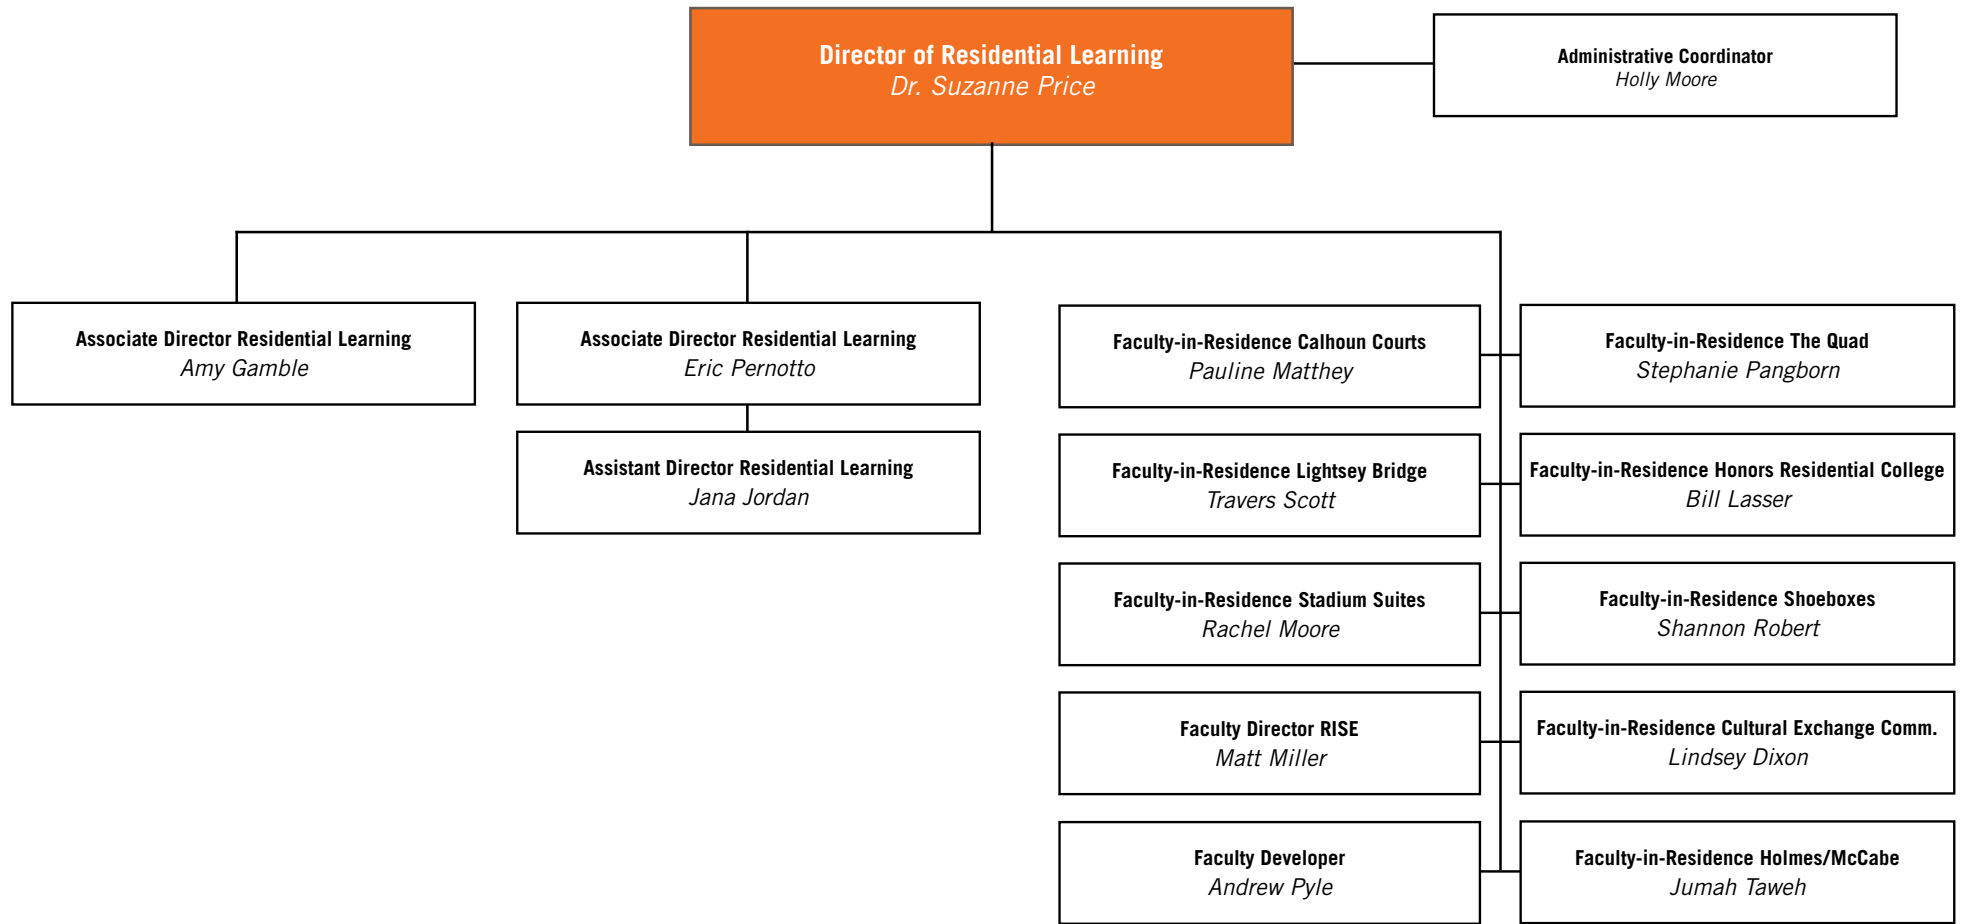 Director of Residential Learning
Dr. Suzanne Price
Administrative Coordinator
Holly Moore
Associate Director Residential Learning
Amy Gamble
Associate Director Residential Learning
Eric Pernotto
Assistant Director Residential Learning
Jana Jordan
Faculty-in-Residence Calhoun Courts
Pauline Matthey
Faculty-in-Residence The Quad
Stephanie Pangborn
Faculty-in-Residence Lightsey Bridge
Travers Scott
Faculty-in-Residence Honors Residential College
Bill Lasser
Faculty-in-Residence Stadium Suites
Rachel Moore
Faculty-in-Residence Shoeboxes
Shannon Robert
Faculty Director RISE
Matt Miller
Faculty-in-Residence Cultural Exchange Comm.
Lindsey Dixon
Faculty Developer
Andrew Pyle
Faculty-in-Residence Holmes/McCabe
Jumah Taweh